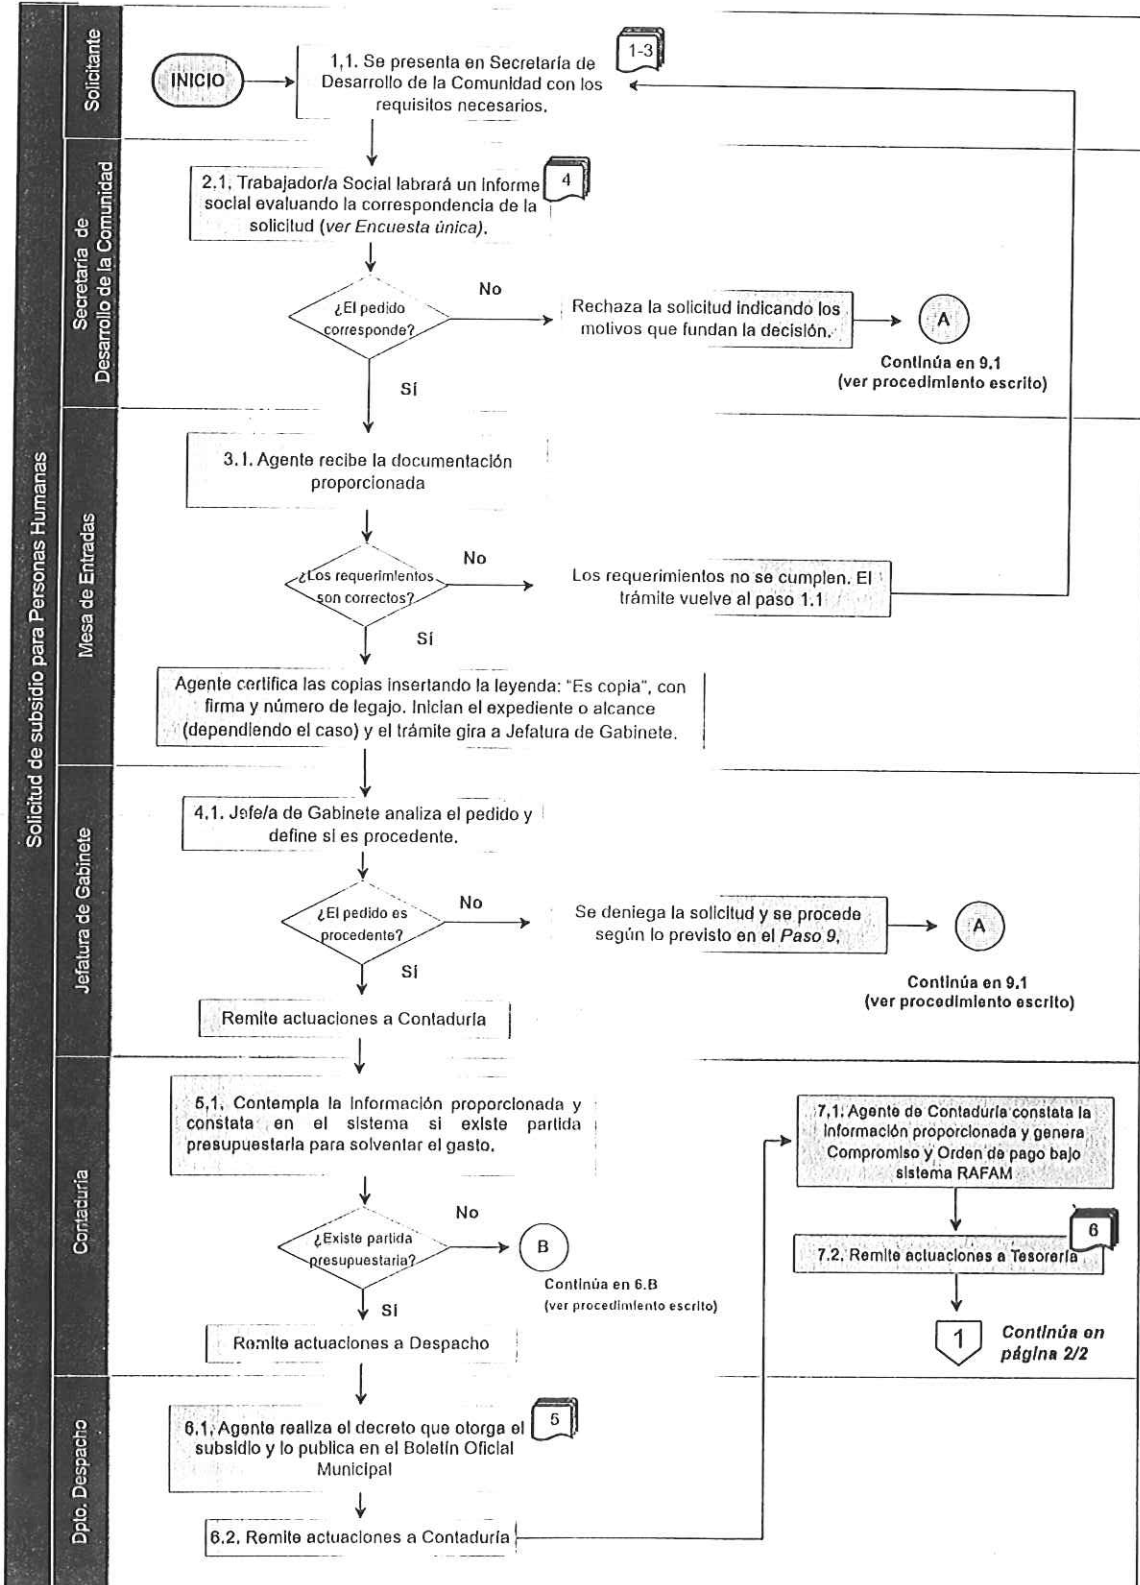 Solicitud de subsidio para Personas Humanas
Solicitante
INICIO
1,1. Se presenta en Secretaría de
Desarrollo de la Comunidad con los
requisitos necesarios.
1-3
Secretaría de
Desarrollo de la Comunidad
2.1. Trabajador/a Social labrará un Informe
social evaluando la correspondencia de la
solicitud (ver Encuesta única).
4
¿El pedido
corresponde?
No
Rechaza la solicitud indicando los
motivos que fundan la decisión.
A
Continúa en 9.1
(ver procedimiento escrito)
Sí
Mesa de Entradas
3.1. Agente recibe la documentación
proporcionada
¿Los requerimientos
son correctos?
No
Los requerimientos no se cumplen. El
trámite vuelve al paso 1.1
Sí
Agente certifica las copias insertando la leyenda: "Es copia", con
firma y número de legajo. Inician el expediente o alcance
(dependiendo el caso) y el trámite gira a Jefatura de Gabinete.
Jefatura de Gabinete
4.1. Jefe/a de Gabinete analiza el pedido y
define si es procedente.
¿El pedido es
procedente?
No
Se deniega la solicitud y se procede
según lo previsto en el Paso 9,
A
Continúa en 9.1
(ver procedimiento escrito)
Sí
Remite actuaciones a Contaduría
Contaduría
5,1, Contempla la Información proporcionada y
constata en el sistema si existe partida
presupuestaria para solventar el gasto.
¿Existe partida
presupuestaria?
No
B
Continúa en 6.B
(ver procedimiento escrito)
Sí
Remite actuaciones a Despacho
7,1. Agente de Contaduría constata la
Información proporcionada y genera
Compromiso y Orden de pago bajo
sistema RAFAM
6
7.2. Remite actuaciones a Tesorería
1
Continúa en
página 2/2
Dpto. Despacho
6.1, Agente realiza el decreto que otorga el
subsidio y lo publica en el Boletín Oficial
Municipal
5
6.2. Remite actuaciones a Contaduría